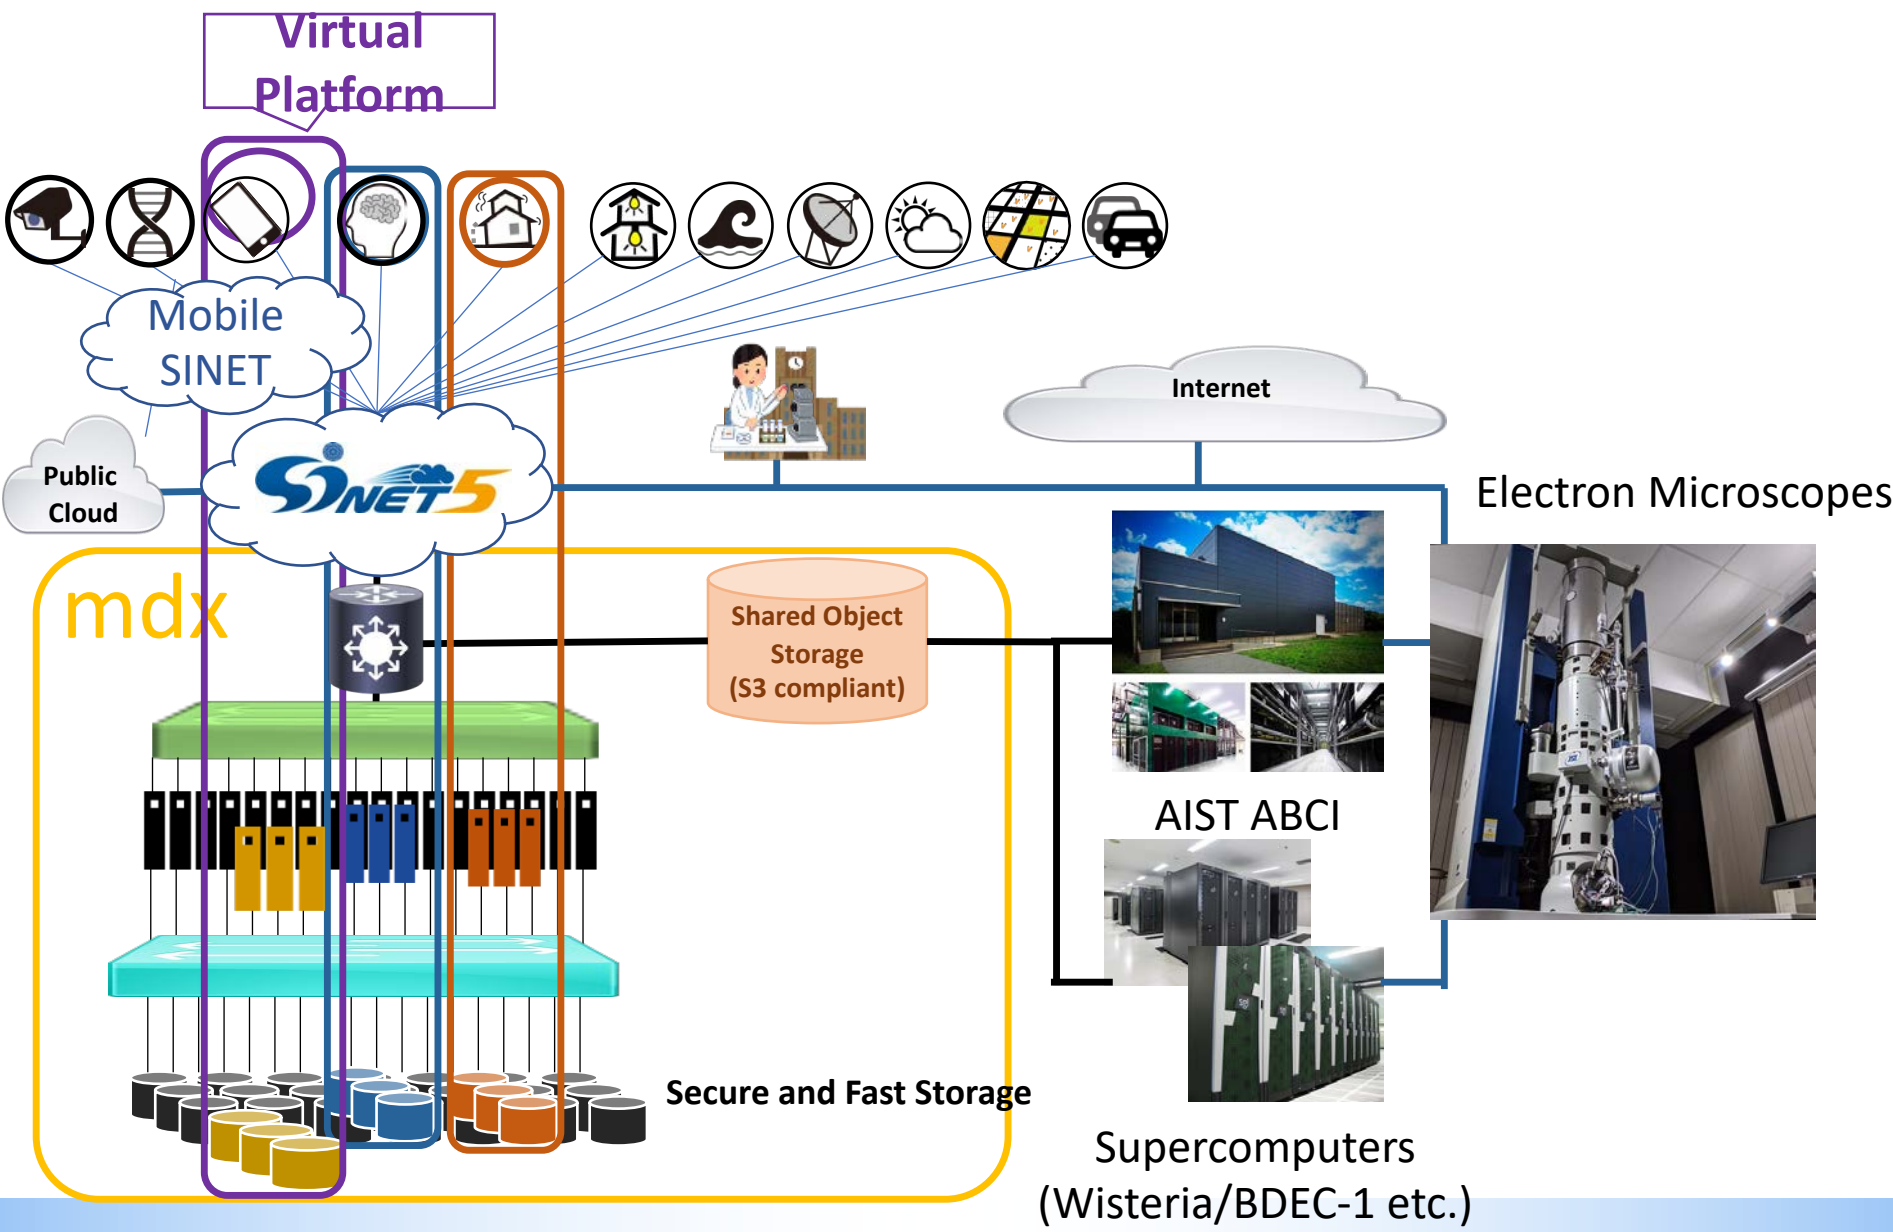 Virtual
Platform
Mobile
SINET
Public
Cloud
SINET5
Internet
Electron Microscopes
mdx
Shared Object
Storage
(S3 compliant)
AIST ABCI
Secure and Fast Storage
Supercomputers
(Wisteria/BDEC-1 etc.)